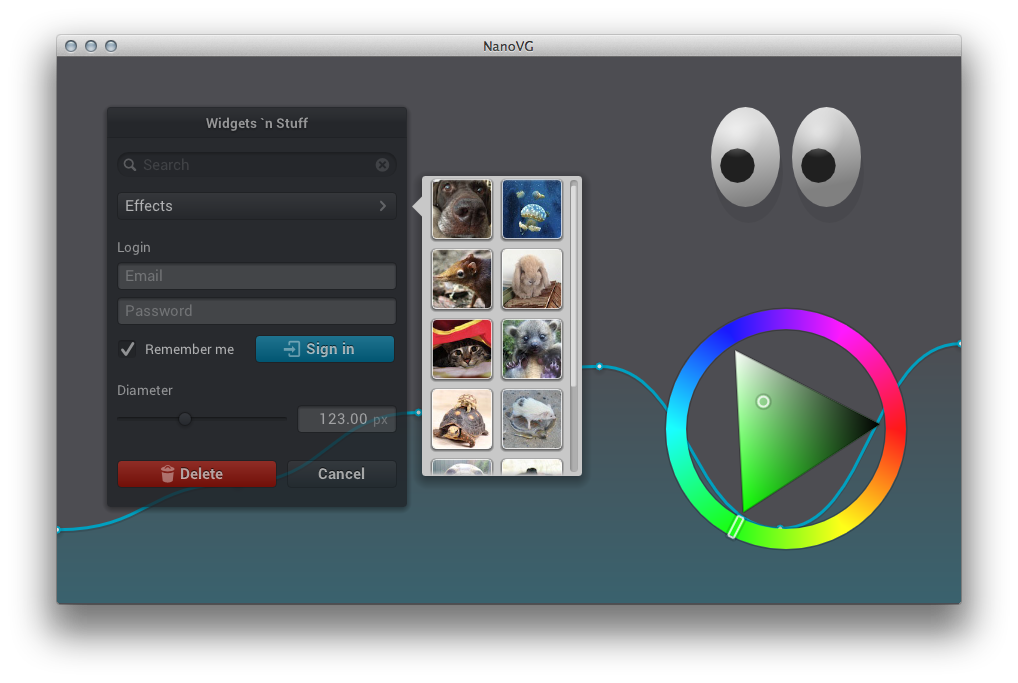 NanoVG
Widgets `n Stuff
Search
Effects
Login
Email
Password
Remember me
Sign in
Diameter
123.00 px
Delete
Cancel